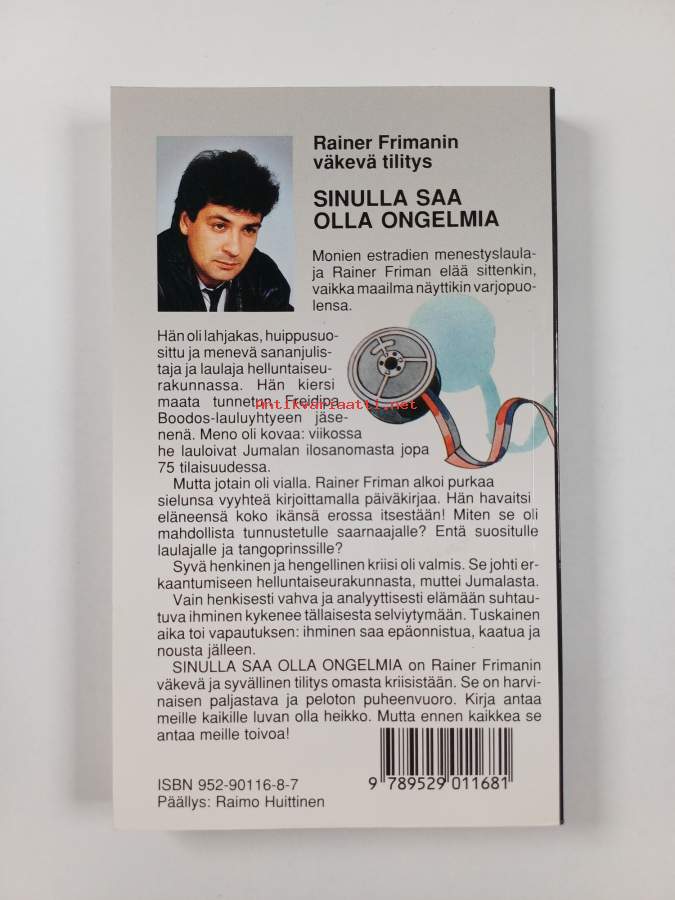 Rainer Frimanin
väkevä tilitys
SINULLA SAA
OLLA ONGELMIA
Monien estradien menestyslaula-
ja Rainer Friman elää sittenkin,
vaikka maailma näyttikin varjopuo-
lensa.
Hän oli lahjakas, huippusuo-
sittu ja menevä sananjulis-
taja ja laulaja helluntaiseu-
rakunnassa. Hän kiersi
maata tunnetun Freidipa
Antikvariaatti.net
Boodos-lauluyhtyeen jäse-
nenä. Meno oli kovaa: viikossa
he lauloivat Jumalan ilosanomasta jopa
75 tilaisuudessa.
Mutta jotain oli vialla. Rainer Friman alkoi purkaa
sielunsa vyyhteä kirjoittamalla päiväkirjaa. Hän havaitsi
eläneensä koko ikänsä erossa itsestään! Miten se oli
mahdollista tunnustetulle saarnaajalle? Entä suositulle
laulajalle ja tangoprinssille?
Syvä henkinen ja hengellinen kriisi oli valmis. Se johti er-
kaantumiseen helluntaiseurakunnasta, muttei Jumalasta.
Vain henkisesti vahva ja analyyttisesti elämään suhtau-
tuva ihminen kykenee tällaisesta selviytymään. Tuskainen
aika toi vapautuksen: ihminen saa epäonnistua, kaatua ja
nousta jälleen.
SINULLA SAA OLLA ONGELMIA on Rainer Frimanin
väkevä ja syvällinen tilitys omasta kriisistään. Se on harvi-
naisen paljastava ja peloton puheenvuoro. Kirja antaa
meille kaikille luvan olla heikko. Mutta ennen kaikkea se
antaa meille toivoa!
ISBN 952-90116-8-7
Päällys: Raimo Huittinen
9 789529 011681